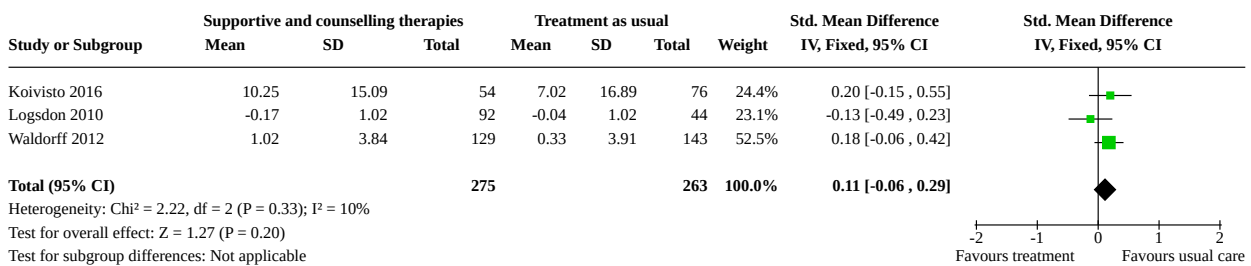 Supportive and counselling therapies Treatment as usual Std. Mean Difference Std. Mean Difference
Study or Subgroup Mean SD Total Mean SD Total Weight IV, Fixed, 95% CI IV, Fixed, 95% CI
Koivisto 2016 10.25 15.09 54 7.02 16.89 76 24.4% 0.20 [-0.15 , 0.55]
Logsdon 2010 -0.17 1.02 92 -0.04 1.02 44 23.1% -0.13 [-0.49 , 0.23]
Waldorff 2012 1.02 3.84 129 0.33 3.91 143 52.5% 0.18 [-0.06 , 0.42]
Total (95% CI) 275 263 100.0% 0.11 [-0.06 , 0.29]
Heterogeneity: Chi² = 2.22, df = 2 (P = 0.33); I² = 10%
Test for overall effect: Z = 1.27 (P = 0.20)
Test for subgroup differences: Not applicable
-2 -1 0 1 2
Favours treatment Favours usual care